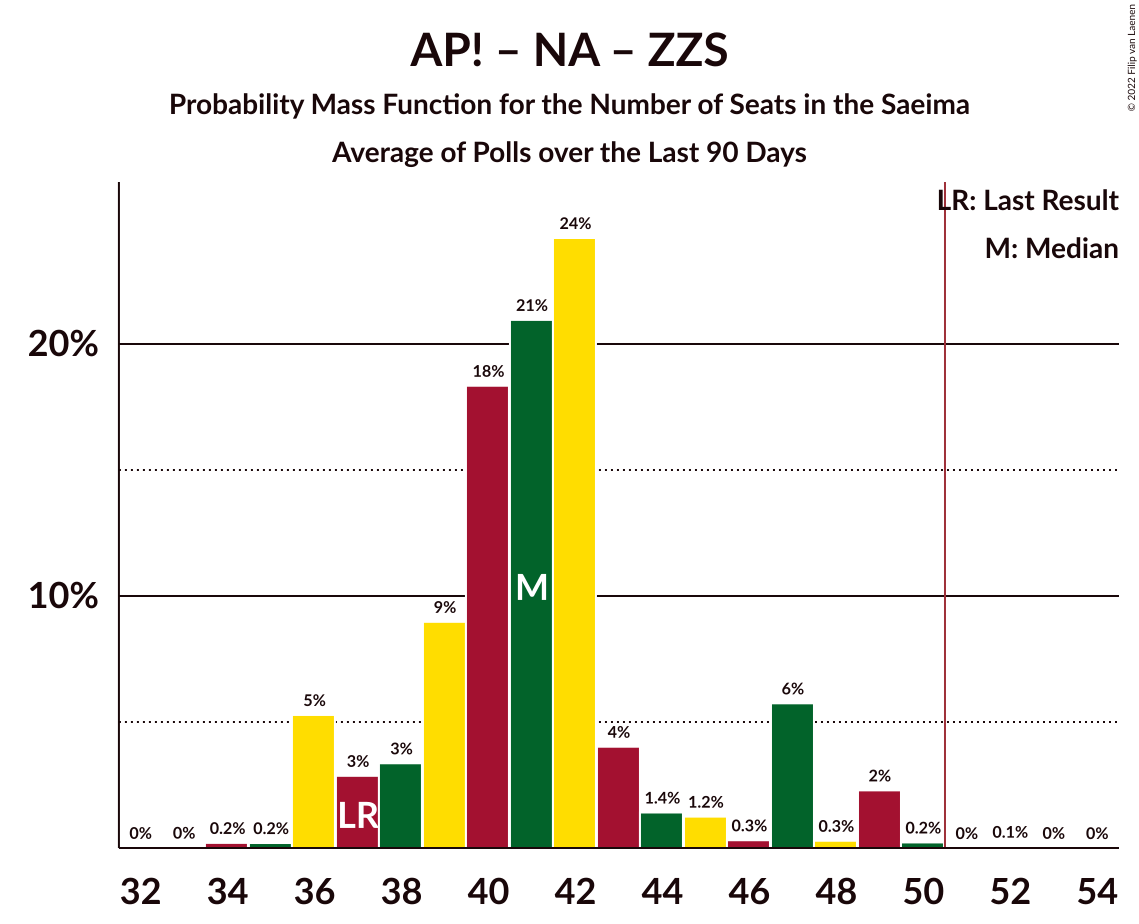 AP! – NA – ZZS
Probability Mass Function for the Number of Seats in the Saeima
Average of Polls over the Last 90 Days
© 2022 Filip van Laenen
LR: Last Result
M: Median
20%
10%
0% 0% 0.2% 0.2% 5% 3% 3% 9% 18% 21% 24% 4% 1.4% 1.2% 0.3% 6% 0.3% 2% 0.2% 0% 0.1% 0% 0%
LR M
32 34 36 38 40 42 44 46 48 50 52 54